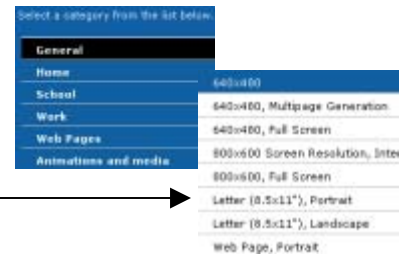 Select a category from the list below.
General
Home
School
Work
Web Pages
Animations and media
640x480
640x480, Multipage Generation
640x480, Full Screen
800x600 Screen Resolution, Inte
800x600, Full Screen
Letter (8.5x11"), Portrait
Letter (8.5x11"), Landscape
Web Page, Portrait